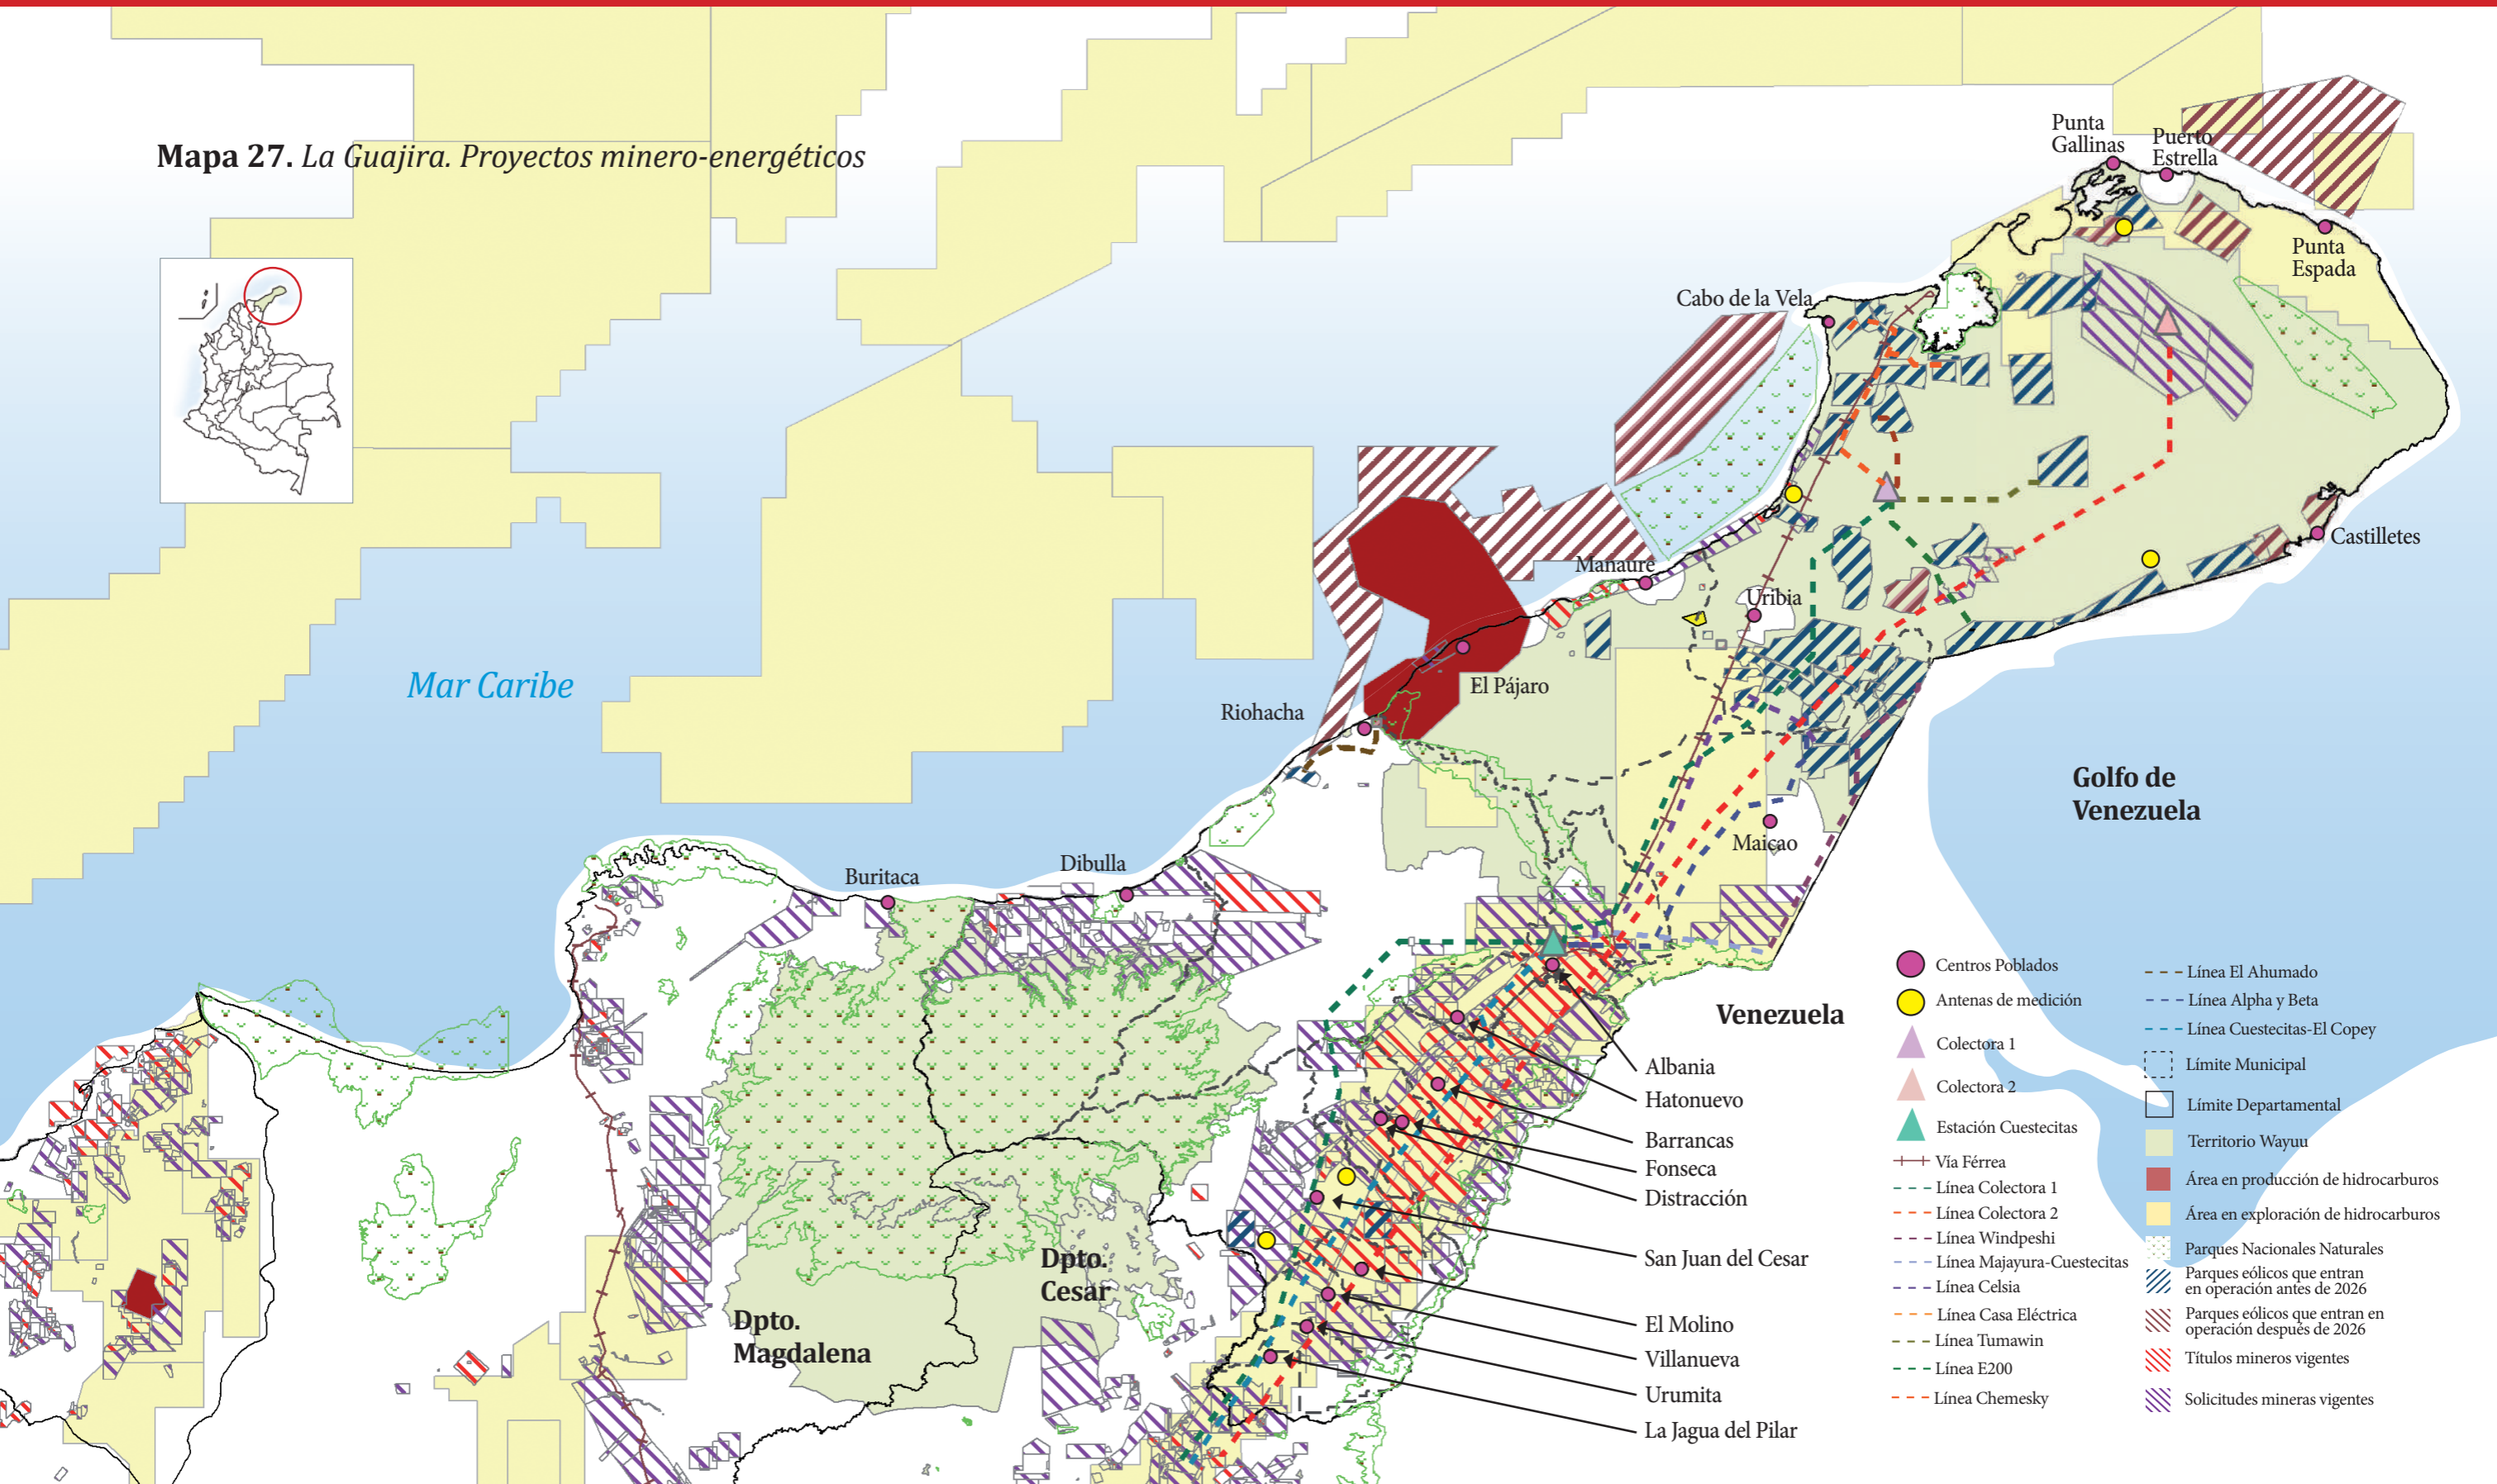 Mapa 27. La Guajira. Proyectos minero-energéticos
Punta
Gallinas
Puerto
Estrella
Punta
Espada
Cabo de la Vela
Castilletes
Manaure
Uribia
Mar Caribe
El Pájaro
Riohacha
Golfo de
Venezuela
Maicao
Dibulla
Buritaca
Venezuela
Albania
Hatonuevo
Barrancas
Fonseca
Distracción
San Juan del Cesar
El Molino
Villanueva
Urumita
La Jagua del Pilar
Dpto.
Cesar
Dpto.
Magdalena
Centros Poblados
Antenas de medición
Colectora 1
Colectora 2
Estación Cuestecitas
Vía Férrea
Línea Colectora 1
Línea Colectora 2
Línea Windpeshi
Línea Majayura-Cuestecitas
Línea Celsia
Línea Casa Eléctrica
Línea Tumawin
Línea E200
Línea Chemesky
Línea El Ahumado
Línea Alpha y Beta
Línea Cuestecitas-El Copey
Límite Municipal
Límite Departamental
Territorio Wayuu
Área en producción de hidrocarburos
Área en exploración de hidrocarburos
Parques Nacionales Naturales
Parques eólicos que entran
en operación antes de 2026
Parques eólicos que entran en
operación después de 2026
Títulos mineros vigentes
Solicitudes mineras vigentes